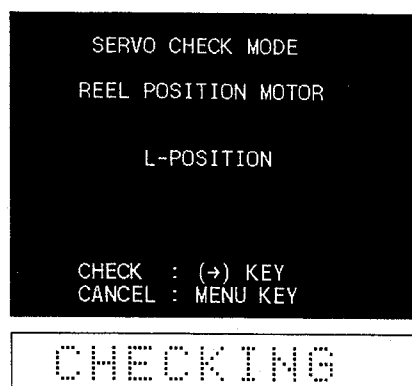 SERVO CHECK MODE
REEL POSITION MOTOR
L-POSITION
CHECK : (→) KEY
CANCEL : MENU KEY
CHECKING